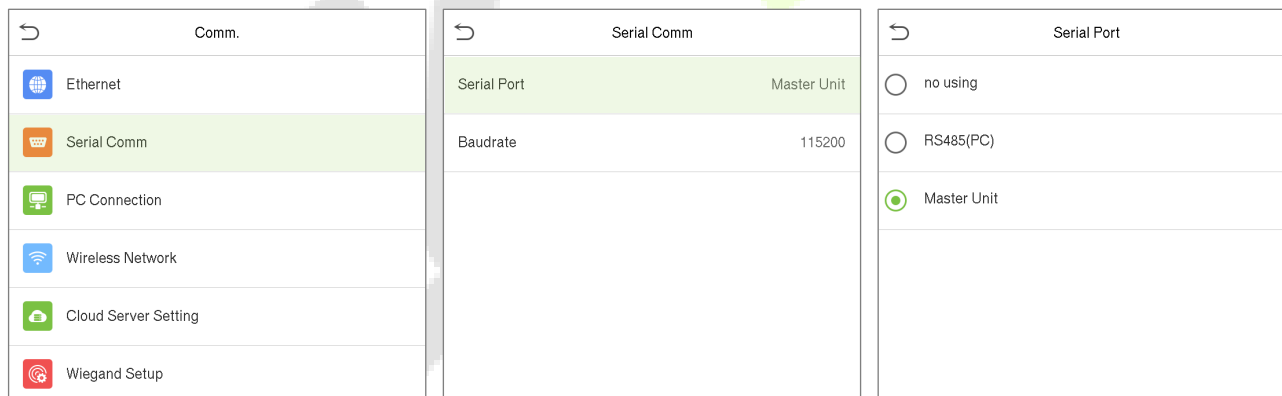 Comm.
Ethernet
Serial Comm
PC Connection
Wireless Network
Cloud Server Setting
Wiegand Setup
Serial Comm
Serial Port Master Unit
Baudrate 115200
Serial Port
no using
RS485(PC)
Master Unit